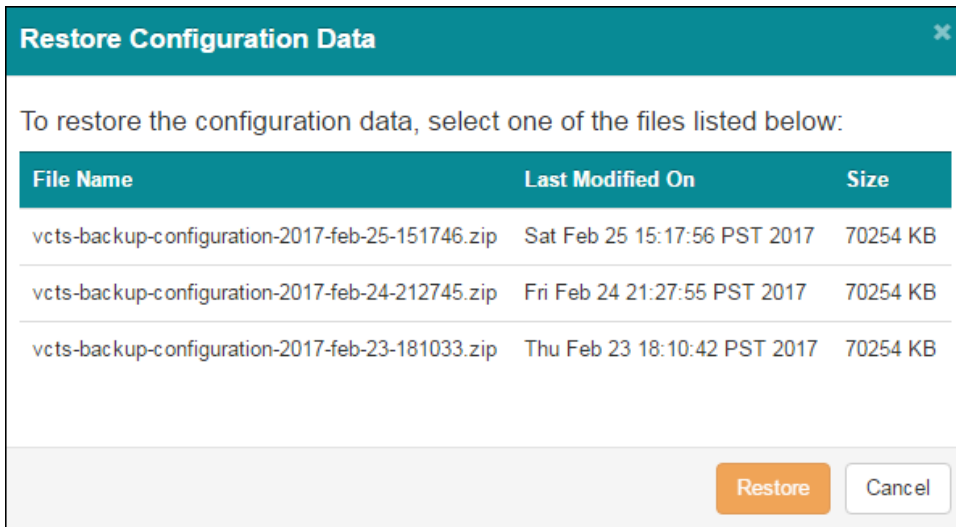 Restore Configuration Data
×
To restore the configuration data, select one of the files listed below:
File Name Last Modified On Size
vcts-backup-configuration-2017-feb-25-151746.zip Sat Feb 25 15:17:56 PST 2017 70254 KB
vcts-backup-configuration-2017-feb-24-212745.zip Fri Feb 24 21:27:55 PST 2017 70254 KB
vcts-backup-configuration-2017-feb-23-181033.zip Thu Feb 23 18:10:42 PST 2017 70254 KB
Restore Cancel